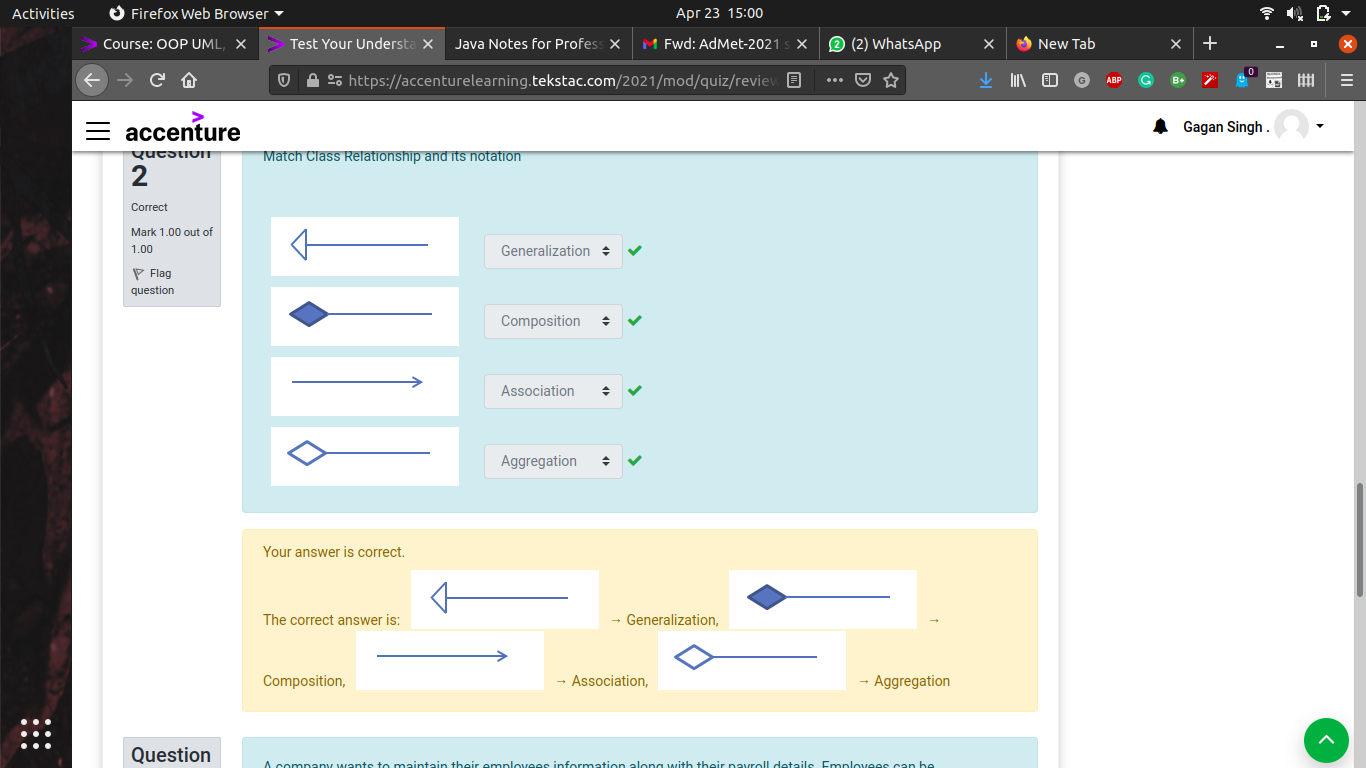 Activities Firefox Web Browser Apr 23 15:00
Course: OOP UML, Test Your Understa Java Notes for Profess Fwd: AdMet-2021 s (2) WhatsApp New Tab
https://accenturelearning.tekstac.com/2021/mod/quiz/review
G ABP G B+ 0
accenture
Gagan Singh .
Question
2
Correct
Mark 1.00 out of
1.00
Flag
question
Match Class Relationship and its notation
Generalization
Composition
Association
Aggregation
Your answer is correct.
The correct answer is: → Generalization, →
Composition, → Association, → Aggregation
Question
A company wants to maintain their employees information along with their payroll details. Employees can be